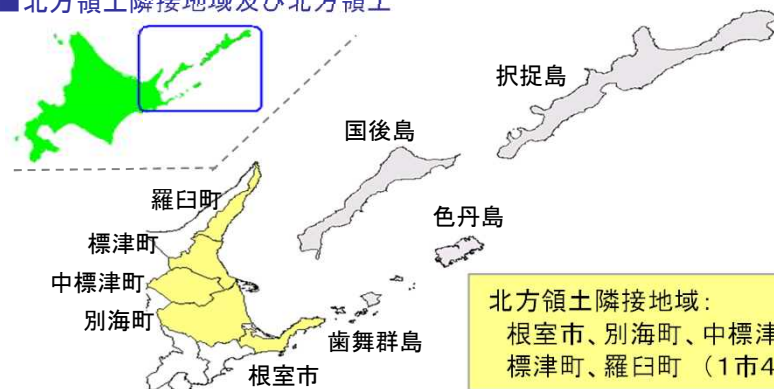 ■北方領土隣接地域及び北方領土
択捉島
国後島
羅臼町
色丹島
標津町
中標津町
別海町
歯舞群島
根室市
北方領土隣接地域:
根室市、別海町、中標津
標津町、羅臼町 (1市4